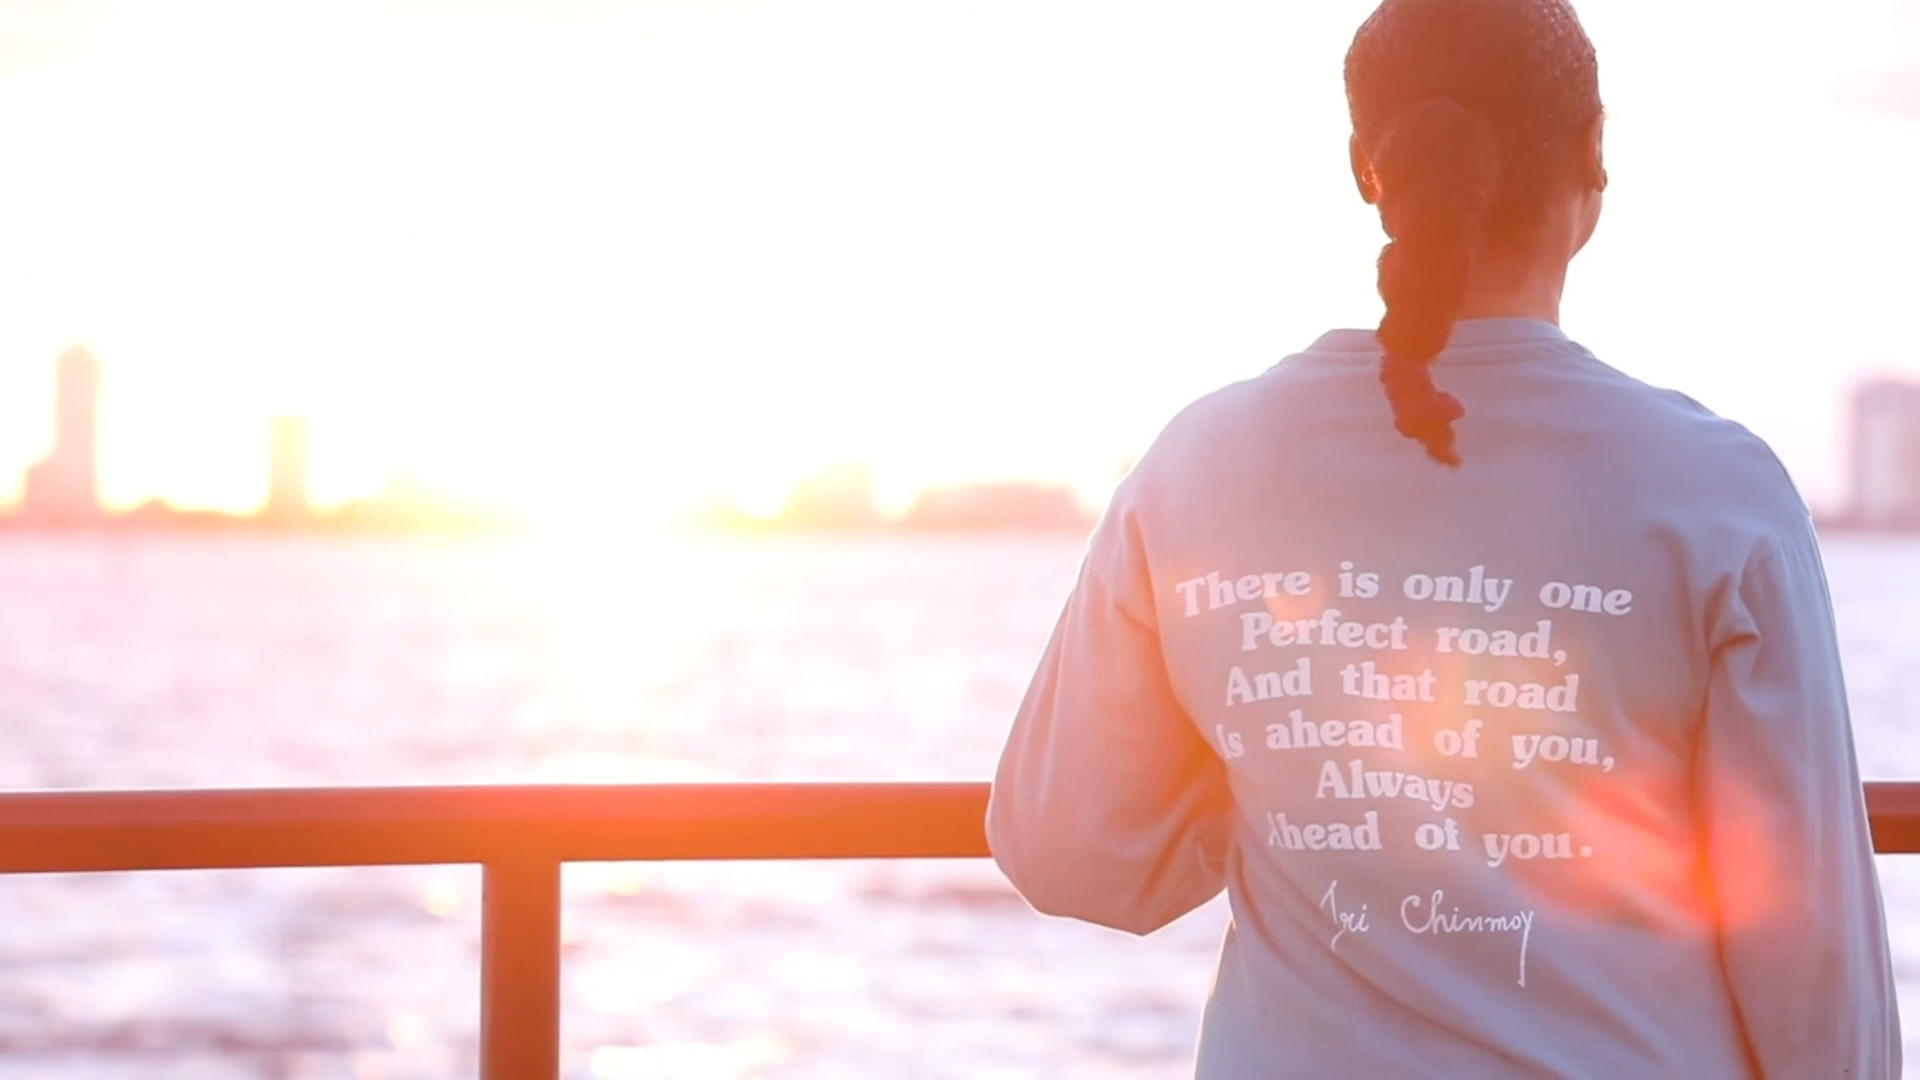 There is only one
Perfect road,
And that road
Is ahead of you,
Always
Ahead of you.
Sri Chinmoy